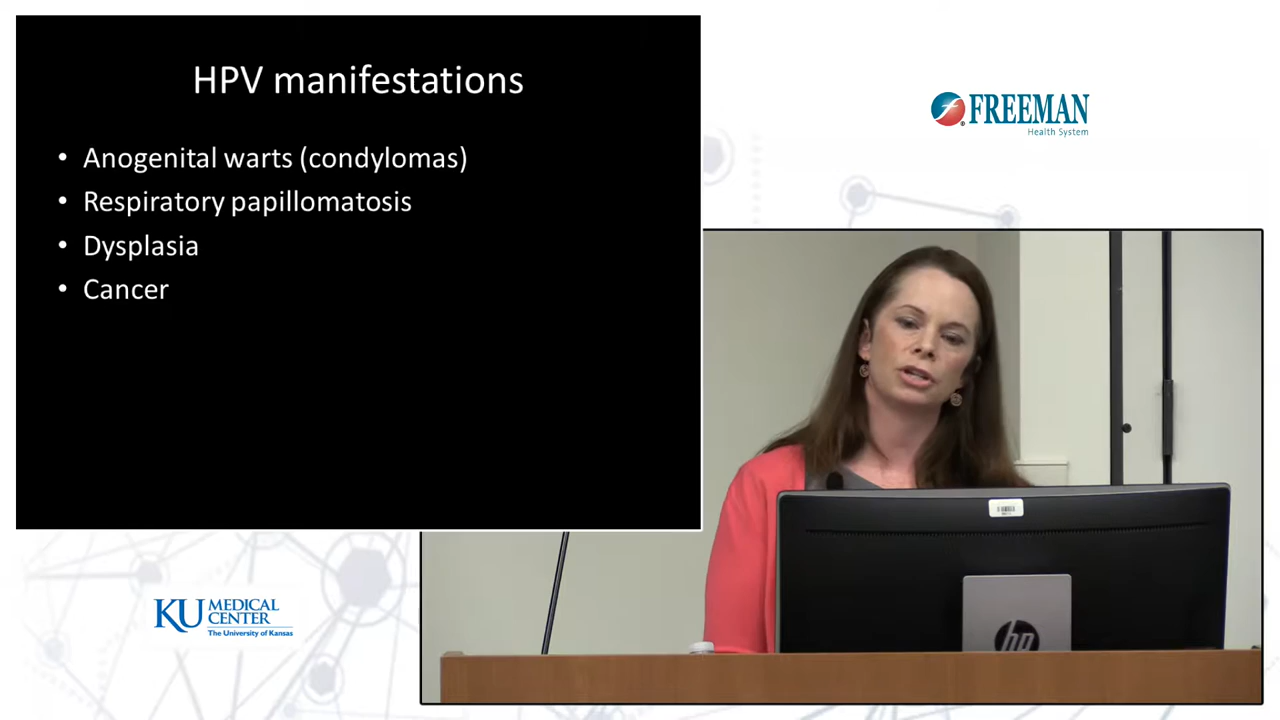 HPV manifestations
• Anogenital warts (condylomas)
• Respiratory papillomatosis
• Dysplasia
• Cancer
FREEMAN
Health System
KU MEDICAL
CENTER
The University of Kansas
hp